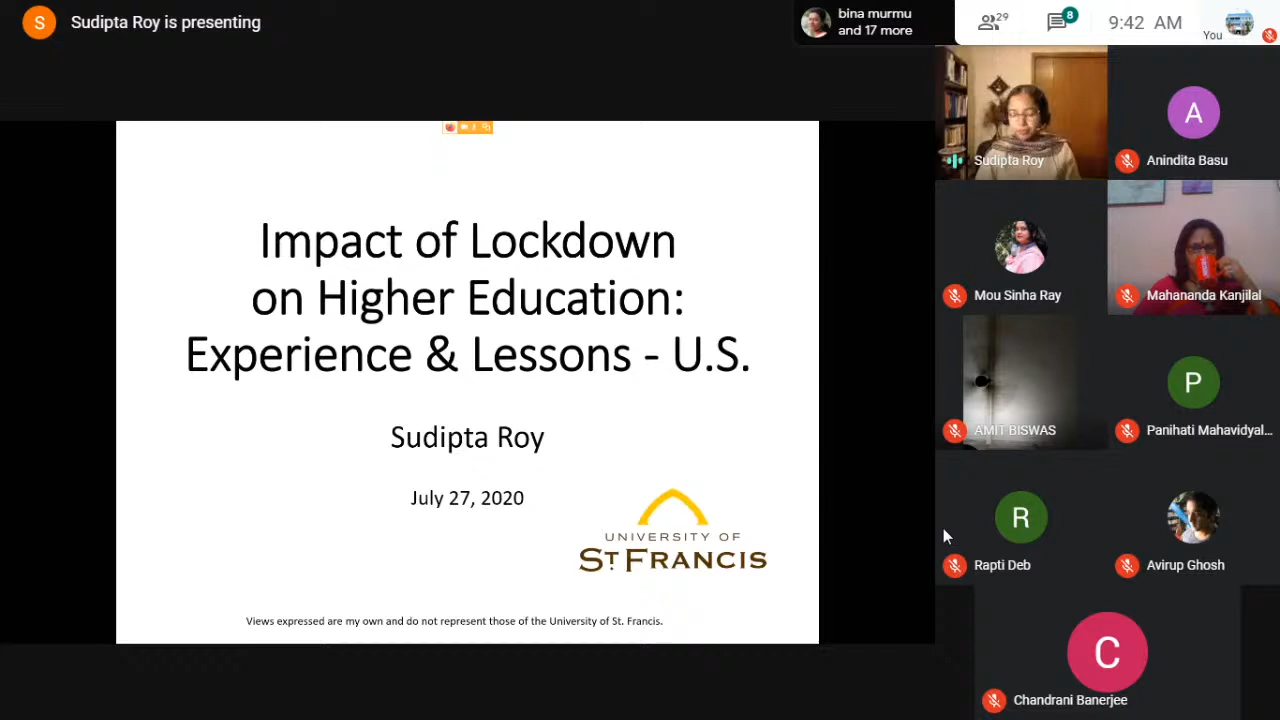 S
Sudipta Roy is presenting
bina murmu
and 17 more
29
8
9:42 AM
You
Impact of Lockdown
on Higher Education:
Experience & Lessons - U.S.
Sudipta Roy
July 27, 2020
UNIVERSITY OF
ST. FRANCIS
Views expressed are my own and do not represent those of the University of St. Francis.
Sudipta Roy
A
Anindita Basu
Mou Sinha Ray
Mahananda Kanjilal
AMIT BISWAS
P
Panihati Mahavidyal...
R
Rapti Deb
Avirup Ghosh
C
Chandrani Banerjee